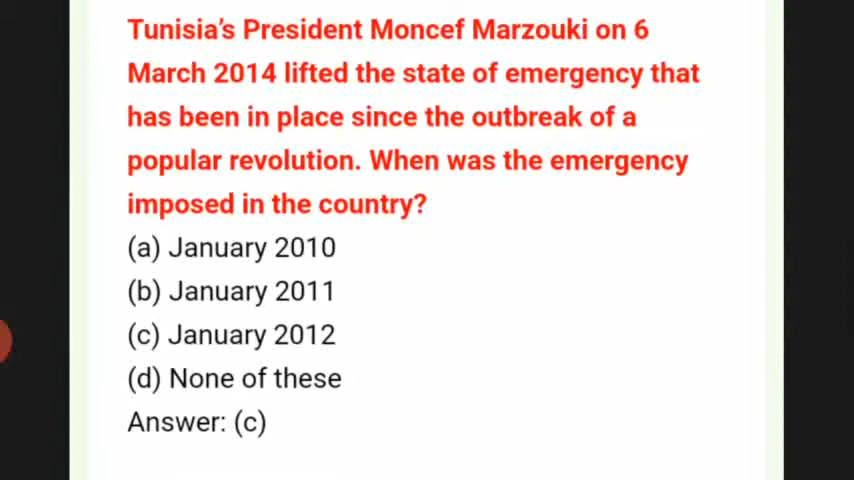 Tunisia's President Moncef Marzouki on 6
March 2014 lifted the state of emergency that
has been in place since the outbreak of a
popular revolution. When was the emergency
imposed in the country?
(a) January 2010
(b) January 2011
(c) January 2012
(d) None of these
Answer: (c)